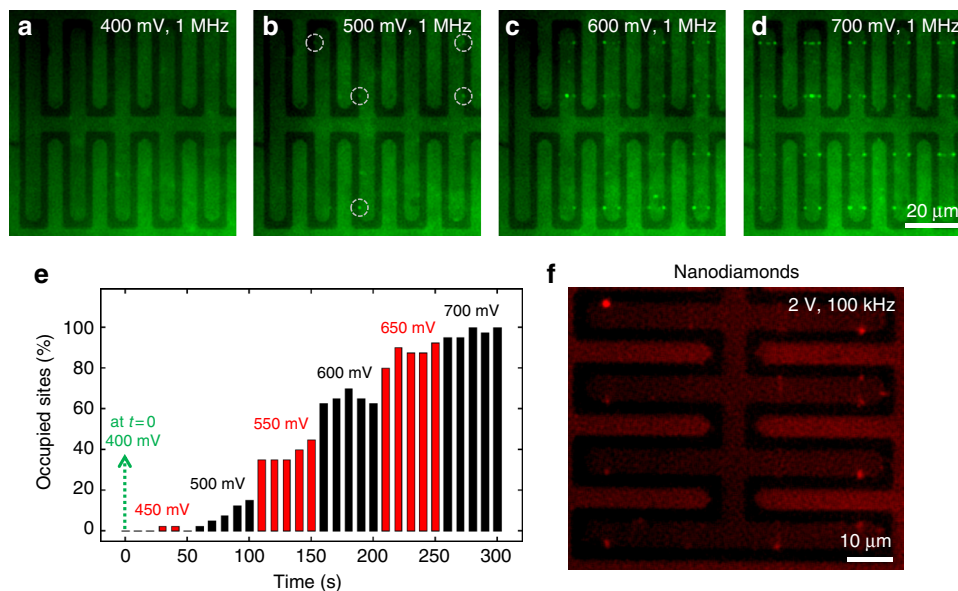 a
400 mV, 1 MHz
b
500 mV, 1 MHz
c
600 mV, 1 MHz
d
700 mV, 1 MHz
20 μm
e
Occupied sites (%)
100
80
60
40
20
0
at t = 0
400 mV
450 mV
500 mV
550 mV
600 mV
650 mV
700 mV
0 50 100 150 200 250 300
Time (s)
f
Nanodiamonds
2 V, 100 kHz
10 μm